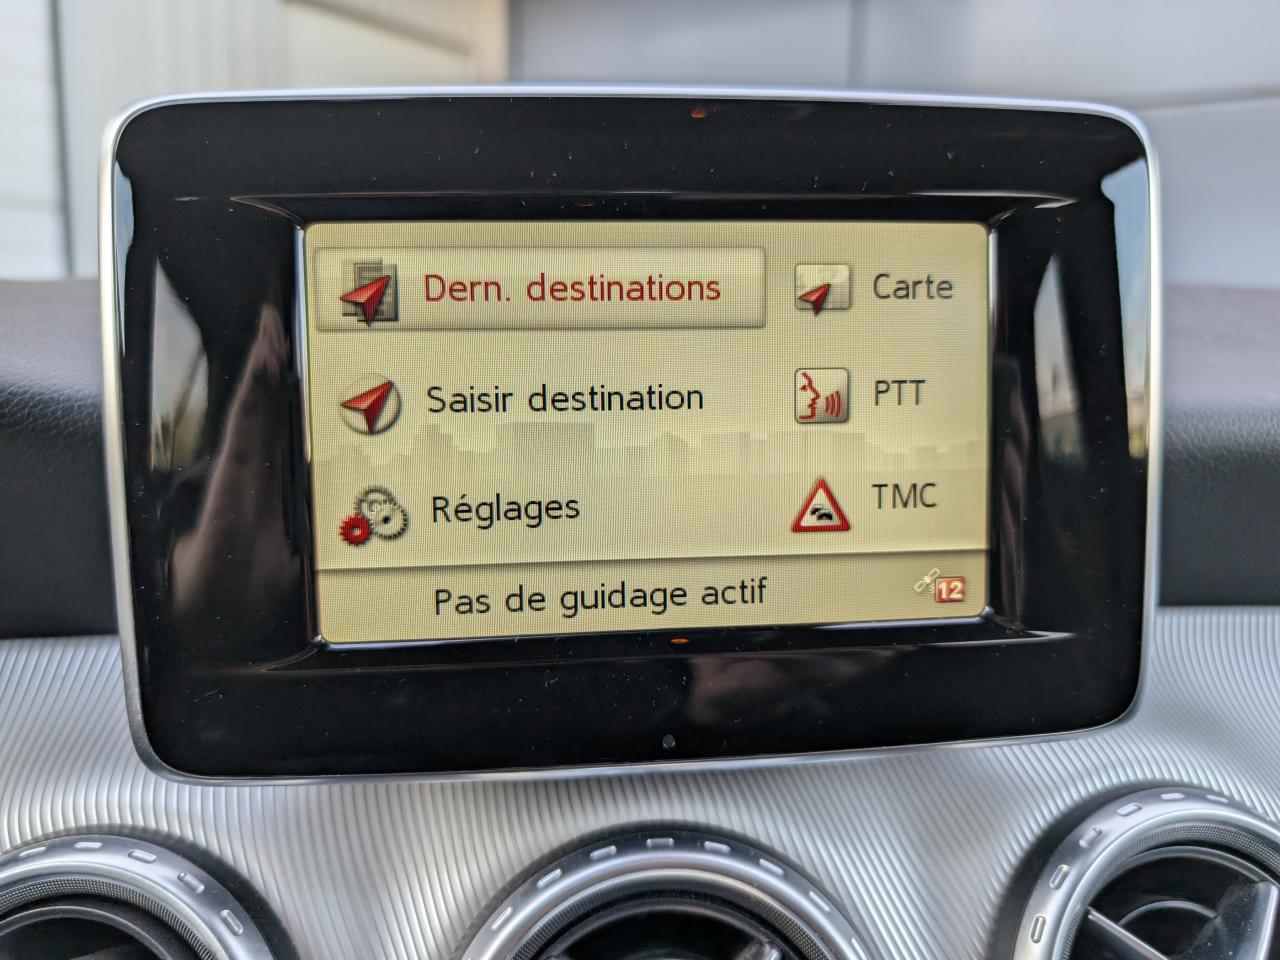 Dern. destinations
Carte
Saisir destination
PTT
Réglages
TMC
Pas de guidage actif
12